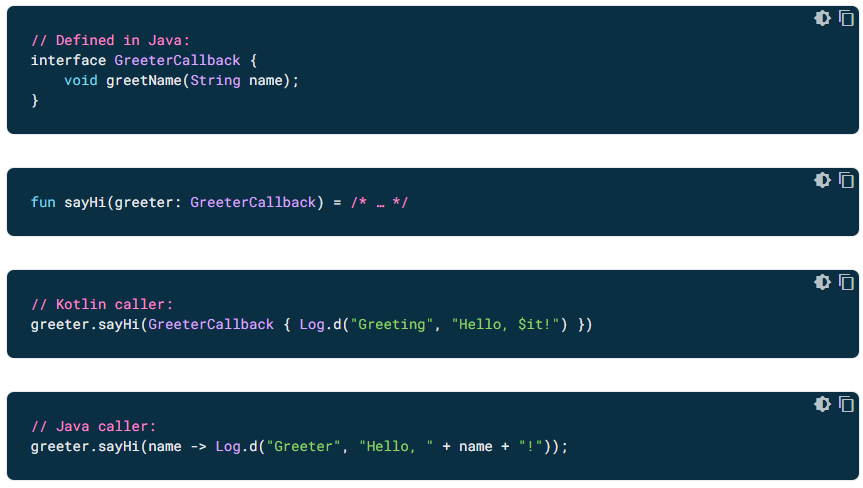 // Defined in Java:
interface GreeterCallback {
    void greetName(String name);
}
fun sayHi(greeter: GreeterCallback) = /* … */
// Kotlin caller:
greeter.sayHi(GreeterCallback { Log.d("Greeting", "Hello, $it!") })
// Java caller:
greeter.sayHi(name -> Log.d("Greeter", "Hello, " + name + "!"));